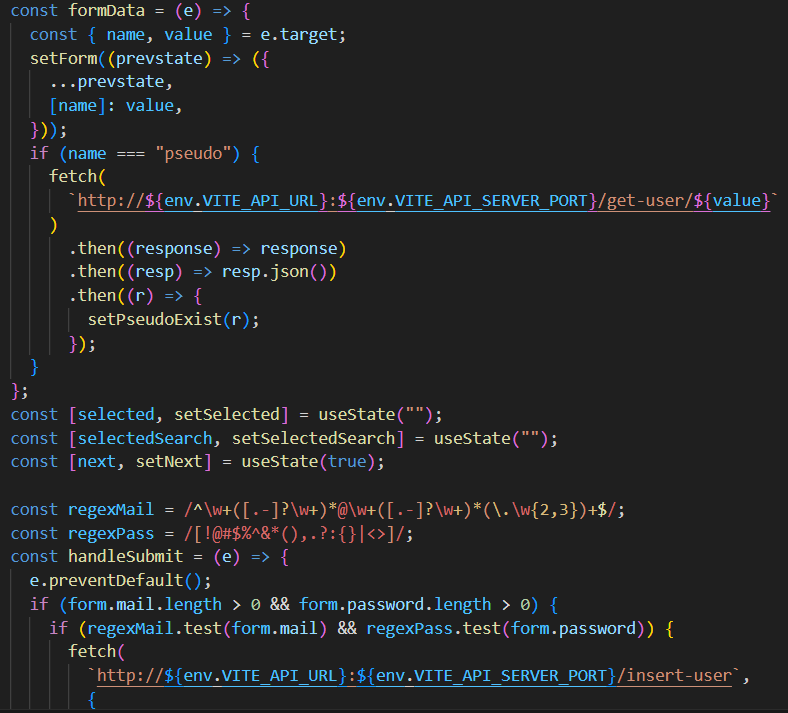 const formData = (e) => {
const { name, value } = e.target;
setForm((prevstate) => ({
...prevstate,
[name]: value,
}));
if (name === "pseudo") {
fetch(
`http://${env.VITE_API_URL}:${env.VITE_API_SERVER_PORT}/get-user/${value}`
)
.then((response) => response)
.then((resp) => resp.json())
.then((r) => {
setPseudoExist(r);
});
}
};
const [selected, setSelected] = useState("");
const [selectedSearch, setSelectedSearch] = useState("");
const [next, setNext] = useState(true);
const regexMail = /^\w+([.-]?\w+)*@\w+([.-]?\w+)*(\.\w{2,3})+$/;
const regexPass = /[!@#$%^&*(),.?:{}|<>]/;
const handleSubmit = (e) => {
e.preventDefault();
if (form.mail.length > 0 && form.password.length > 0) {
if (regexMail.test(form.mail) && regexPass.test(form.password)) {
fetch(
`http://${env.VITE_API_URL}:${env.VITE_API_SERVER_PORT}/insert-user`,
{